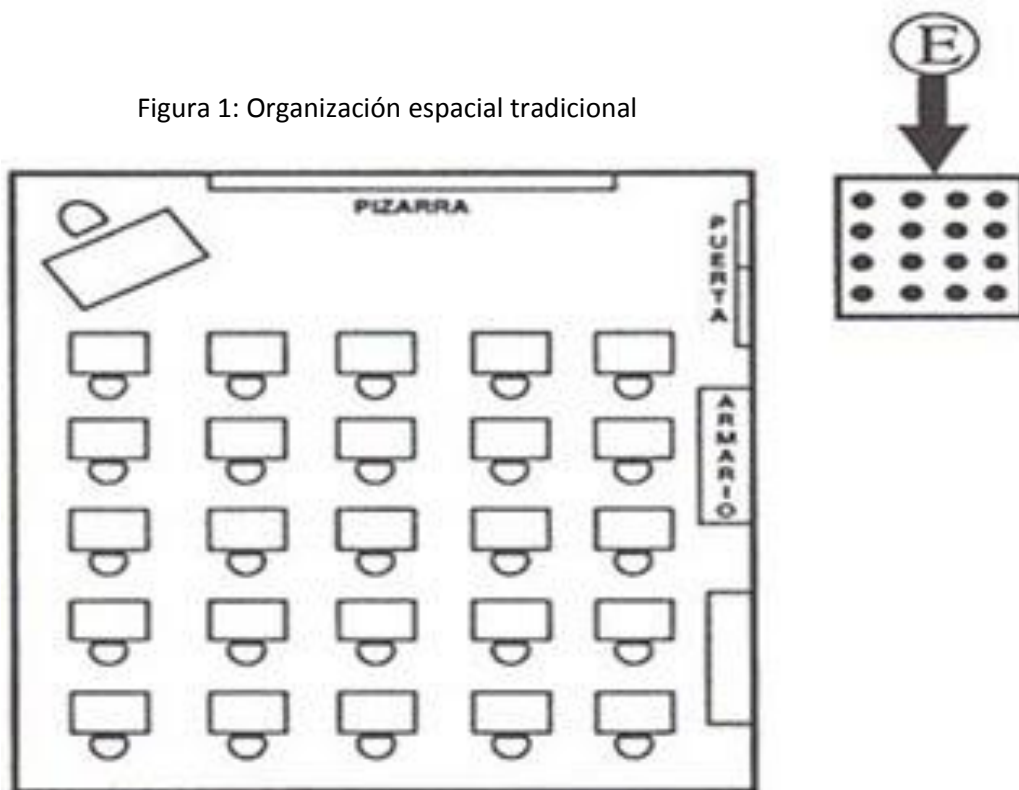 E
Figura 1: Organización espacial tradicional
PIZARRA
PUERTA
ARMARIO